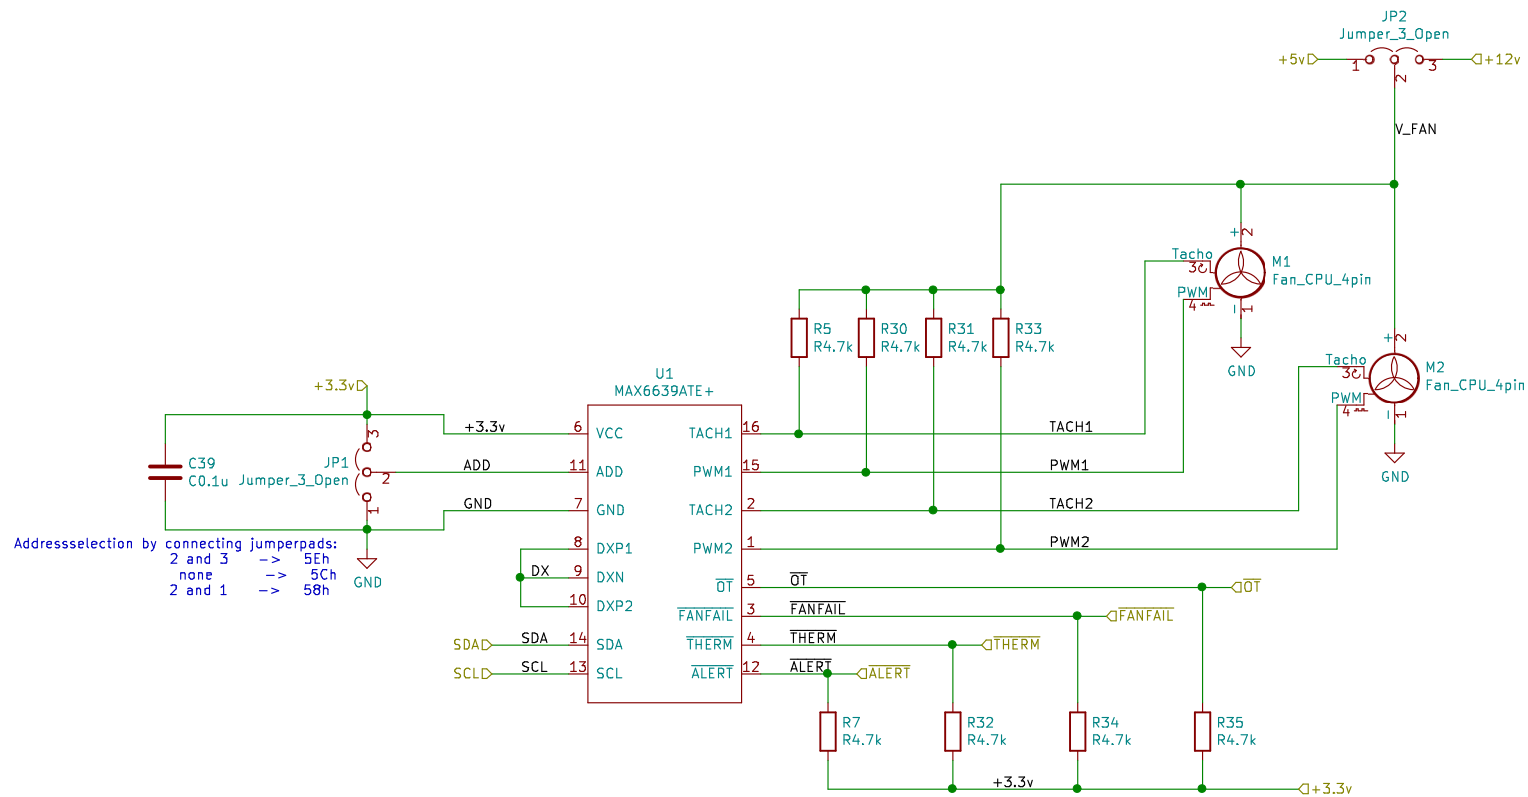 JP2
Jumper_3_Open
+5v
1
3
+12v
2
V_FAN
+
2
Tacho
3
M1
Fan_CPU_4pin
PWM
4
-
1
GND
R5
R4.7k
R30
R4.7k
R31
R4.7k
R33
R4.7k
+
2
Tacho
3
M2
Fan_CPU_4pin
PWM
4
-
1
GND
U1
MAX6639ATE+
+3.3v
3
JP1
Jumper_3_Open
2
1
C39
C0.1u
GND
Addressselection by connecting jumperpads:
2 and 3 -> 5Eh
none -> 5Ch
2 and 1 -> 58h
+3.3v 6 VCC
ADD 11 ADD
GND 7 GND
8 DXP1
DX 9 DXN
10 DXP2
SDA SDA 14 SDA
SCL SCL 13 SCL
TACH1 16 TACH1
PWM1 15 PWM1
TACH2 2 TACH2
PWM2 1 PWM2
OT 5 OT OT
FANFAIL 3 FANFAIL FANFAIL
THERM 4 THERM THERM
ALERT 12 ALERT ALERT
R7
R4.7k
R32
R4.7k
R34
R4.7k
R35
R4.7k
+3.3v
+3.3v